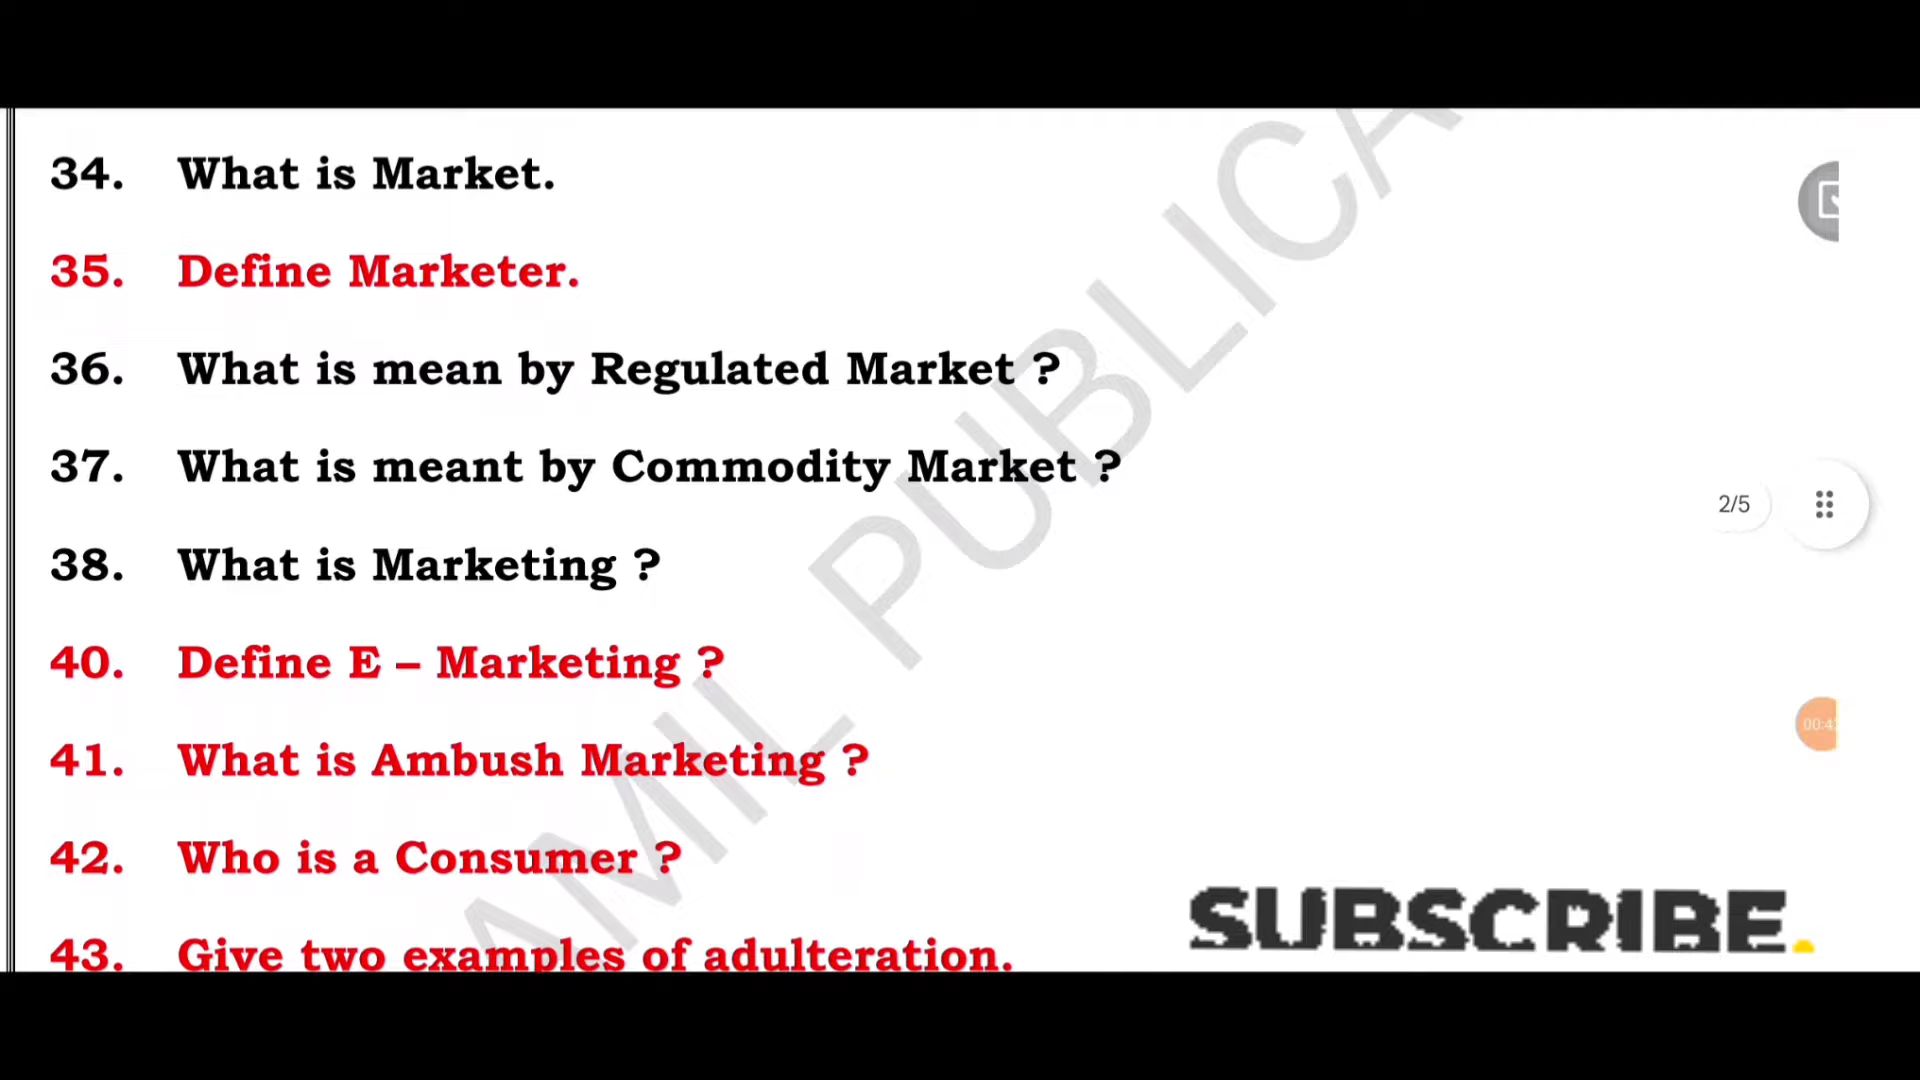 34. What is Market.
35. Define Marketer.
36. What is mean by Regulated Market ?
37. What is meant by Commodity Market ?
2/5
38. What is Marketing ?
40. Define E – Marketing ?
41. What is Ambush Marketing ?
42. Who is a Consumer ?
43. Give two examples of adulteration.
SUBSCRIBE.
AMIL PUBLICA